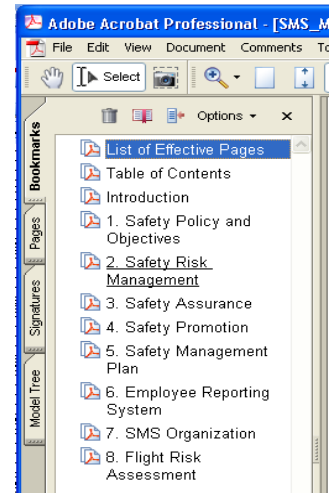 Adobe Acrobat Professional - [SMS_M
File Edit View Document Comments To
Select
Options
Bookmarks
List of Effective Pages
Table of Contents
Introduction
1. Safety Policy and
Objectives
Pages
2. Safety Risk
Management
Signatures
3. Safety Assurance
4. Safety Promotion
5. Safety Management
Plan
Model Tree
6. Employee Reporting
System
7. SMS Organization
8. Flight Risk
Assessment